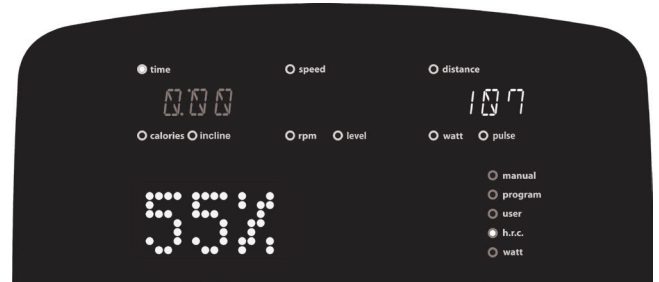 time speed distance
0:00 107
calories incline rpm level watt pulse
manual
program
user
h.r.c.
watt
55%